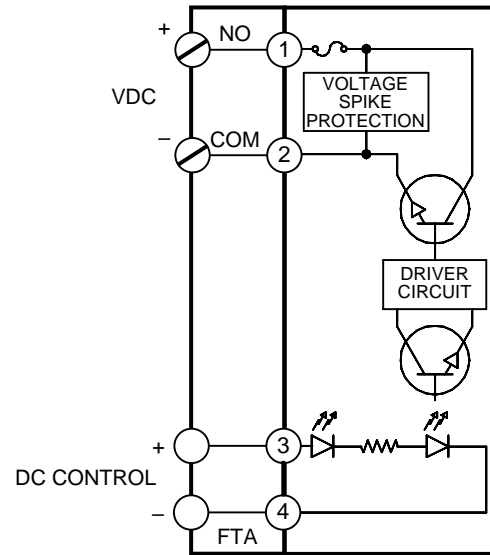 +
NO
1
VDC
VOLTAGE
SPIKE
PROTECTION
–
COM
2
DRIVER
CIRCUIT
+
3
DC CONTROL
–
4
FTA